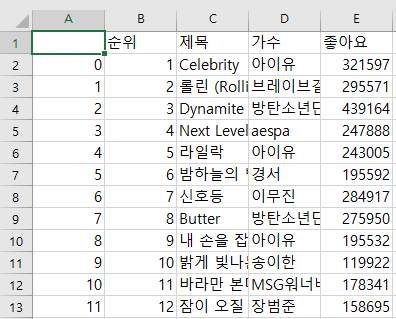 A B C D E
1 순위 제목 가수 좋아요
2 0 1 Celebrity 아이유 321597
3 1 2 롤린 (Rolli 브레이브걸 295571
4 2 3 Dynamite 방탄소년단 439164
5 3 4 Next Level aespa 247888
6 4 5 라일락 아이유 243005
7 5 6 밤하늘의 경서 195592
8 6 7 신호등 이무진 284917
9 7 8 Butter 방탄소년단 275950
10 8 9 내 손을 잡 아이유 195532
11 9 10 밝게 빛나는 송이한 119922
12 10 11 바라만 본다 MSG워너비 178341
13 11 12 잠이 오질 장범준 158695